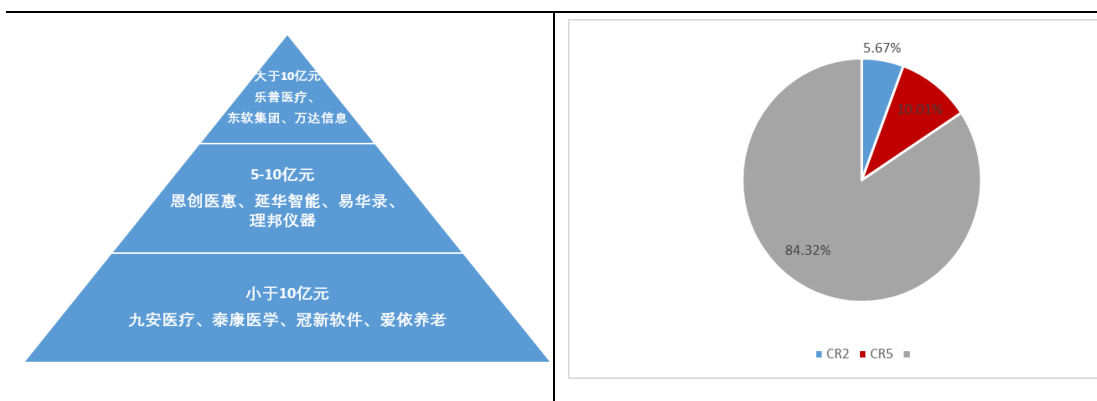 大于10亿元
乐普医疗、
东软集团、万达信息
5-10亿元
恩创医惠、延华智能、易华录、
理邦仪器
小于10亿元
九安医疗、泰康医学、冠新软件、爱依养老
5.67%
10.01%
84.32%
CR2 CR5